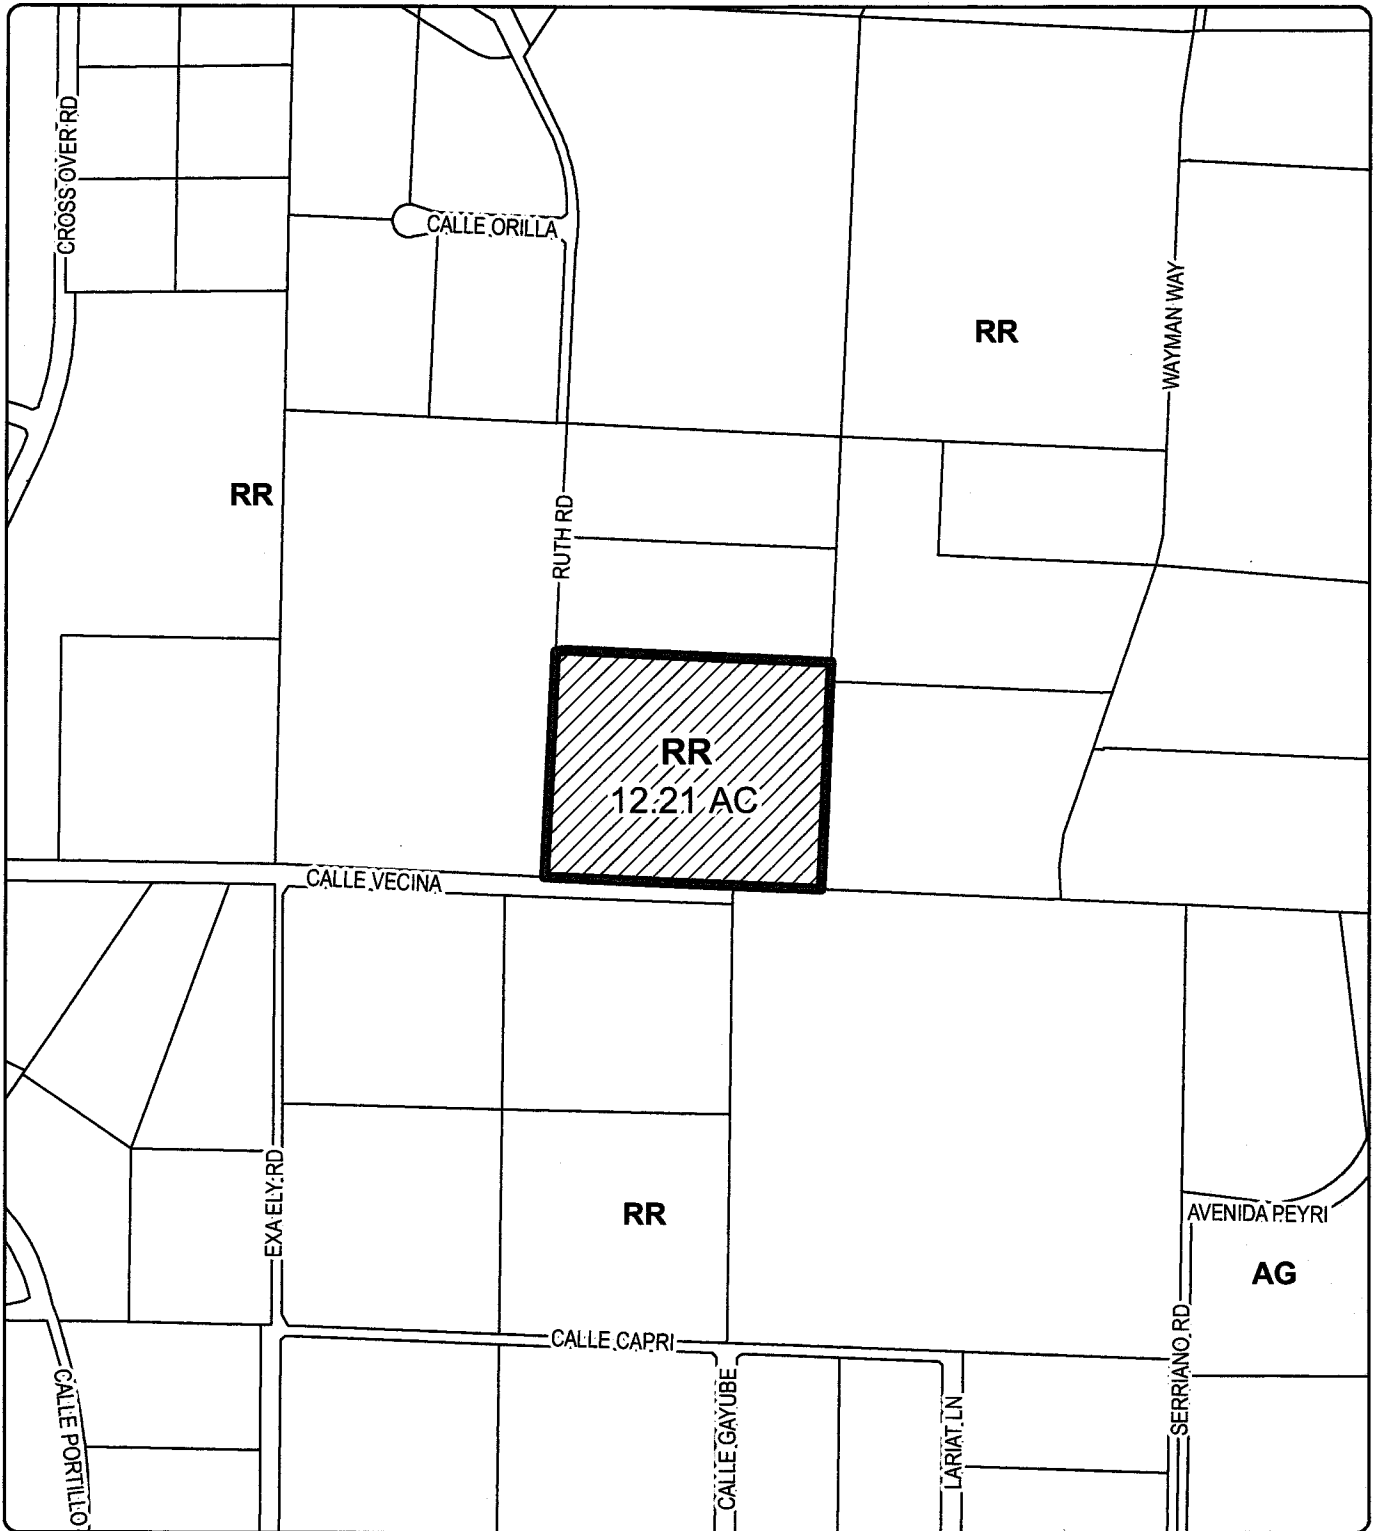 CROSS OVER RD
CALLE ORILLA
WAYMAN WAY
RR
RR
RUTH RD
RR
12.21 AC
CALLE VECINA
EXA ELY RD
RR
AVENIDA PEYRI
AG
CALLE CAPRI
SERRIANO RD
CALLE PORTILLO
CALLE GAYUBE
LARIAT LN